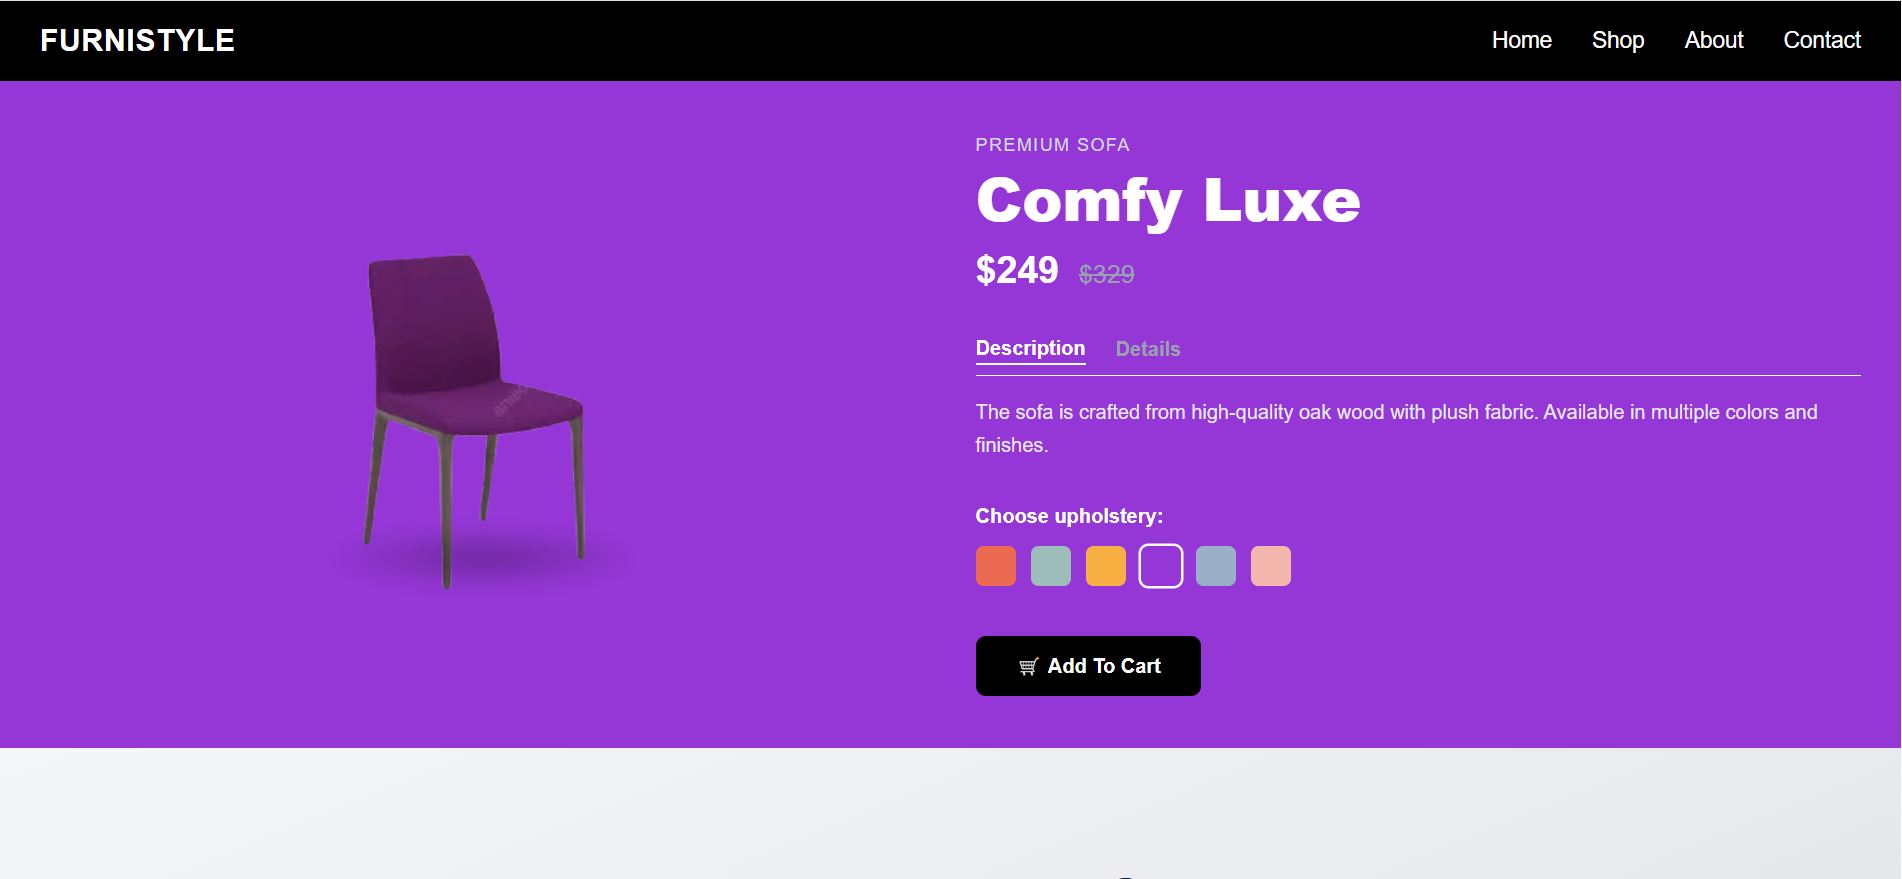 FURNISTYLE
Home Shop About Contact
PREMIUM SOFA
Comfy Luxe
$249 $329
Description Details
The sofa is crafted from high-quality oak wood with plush fabric. Available in multiple colors and
finishes.
Choose upholstery:
Add To Cart